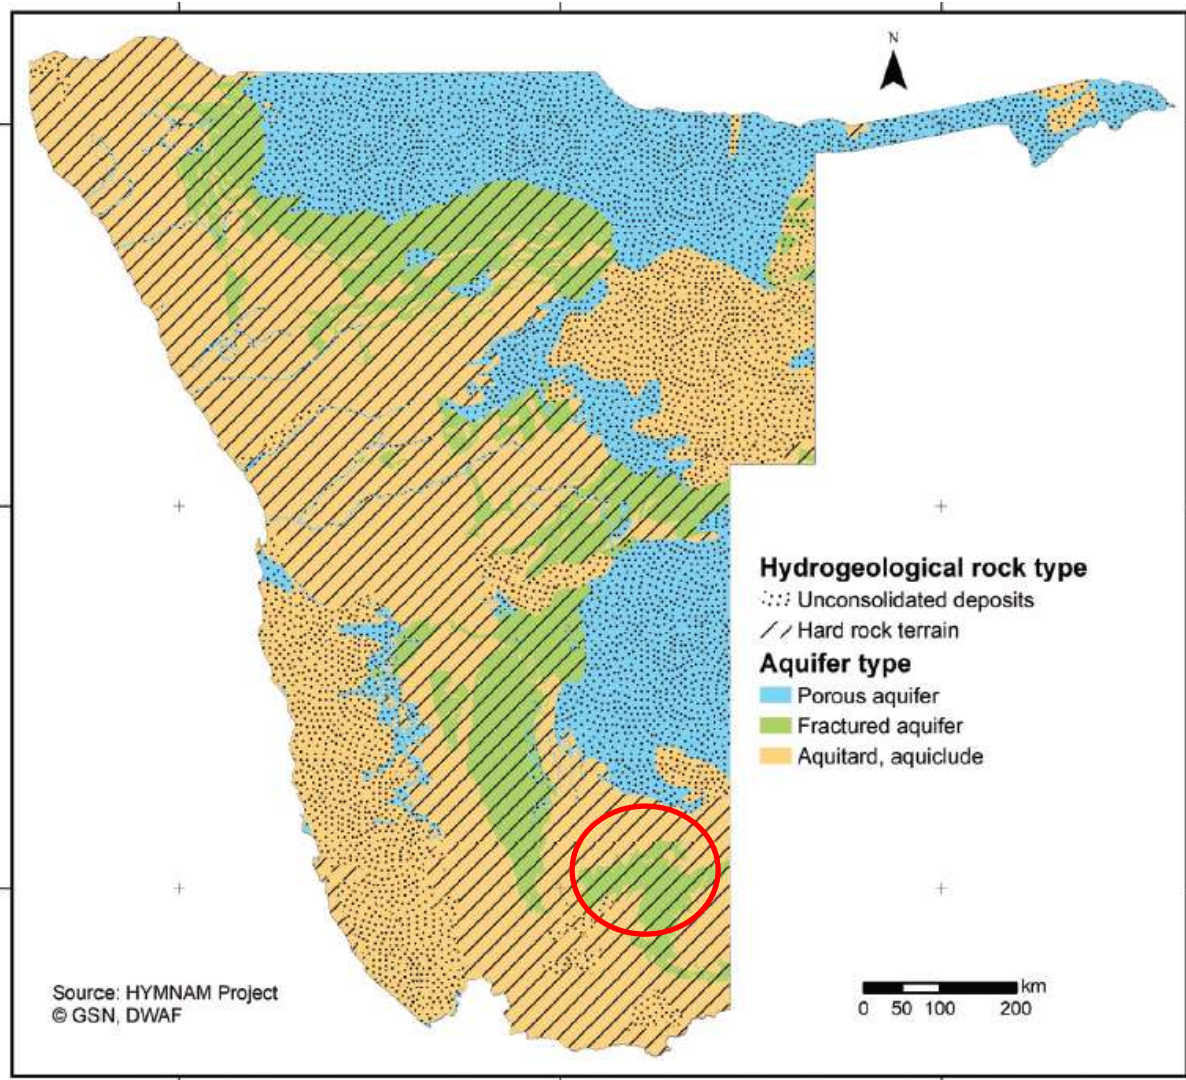 N
Hydrogeological rock type
Unconsolidated deposits
Hard rock terrain
Aquifer type
Porous aquifer
Fractured aquifer
Aquitard, aquiclude
Source: HYMNAM Project
© GSN, DWAF
km
0 50 100 200